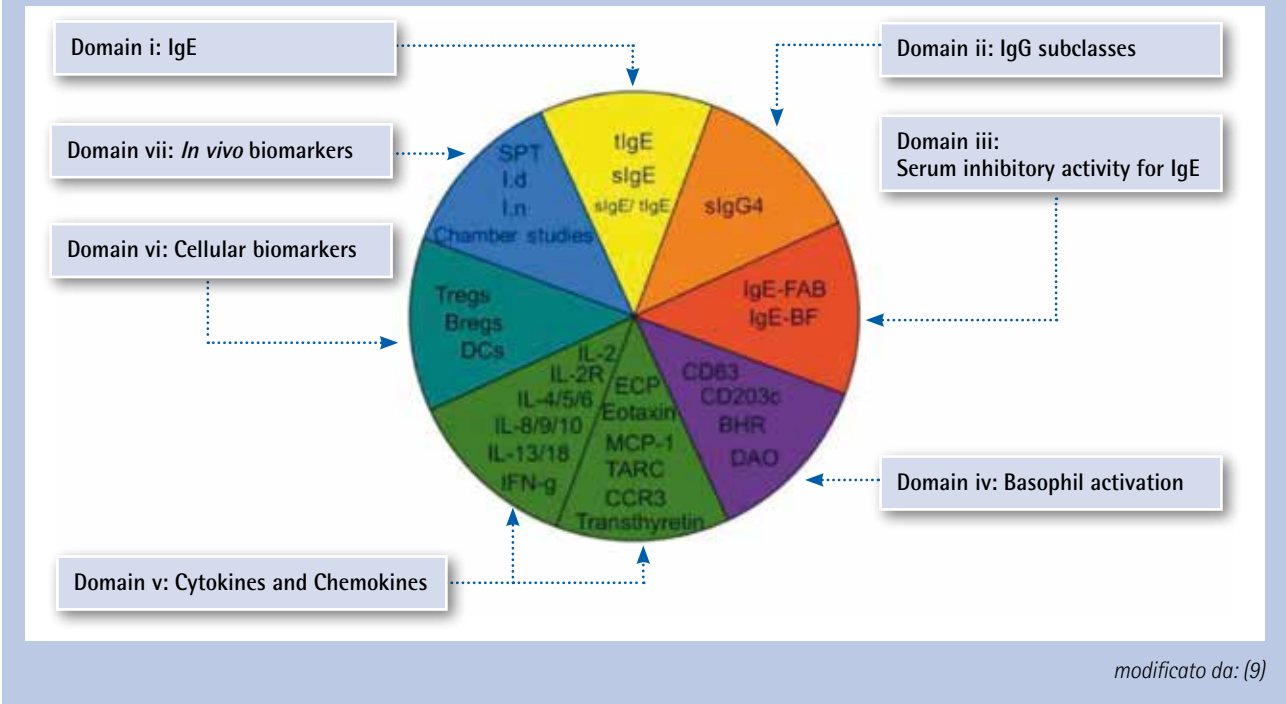 Domain i: IgE
Domain ii: IgG subclasses
Domain vii: In vivo biomarkers
Domain iii:
Serum inhibitory activity for IgE
Domain vi: Cellular biomarkers
Domain iv: Basophil activation
Domain v: Cytokines and Chemokines
tIgE
sIgE
sIgE/ tIgE
sIgG4
IgE-FAB
IgE-BF
CD63
CD203c
BHR
DAO
ECP
Eotaxin
MCP-1
TARC
CCR3
Transthyretin
IL-2
IL-2R
IL-4/5/6
IL-8/9/10
IL-13/18
IFN-g
Tregs
Bregs
DCs
SPT
I.d
I.n
Chamber studies
modificato da: (9)